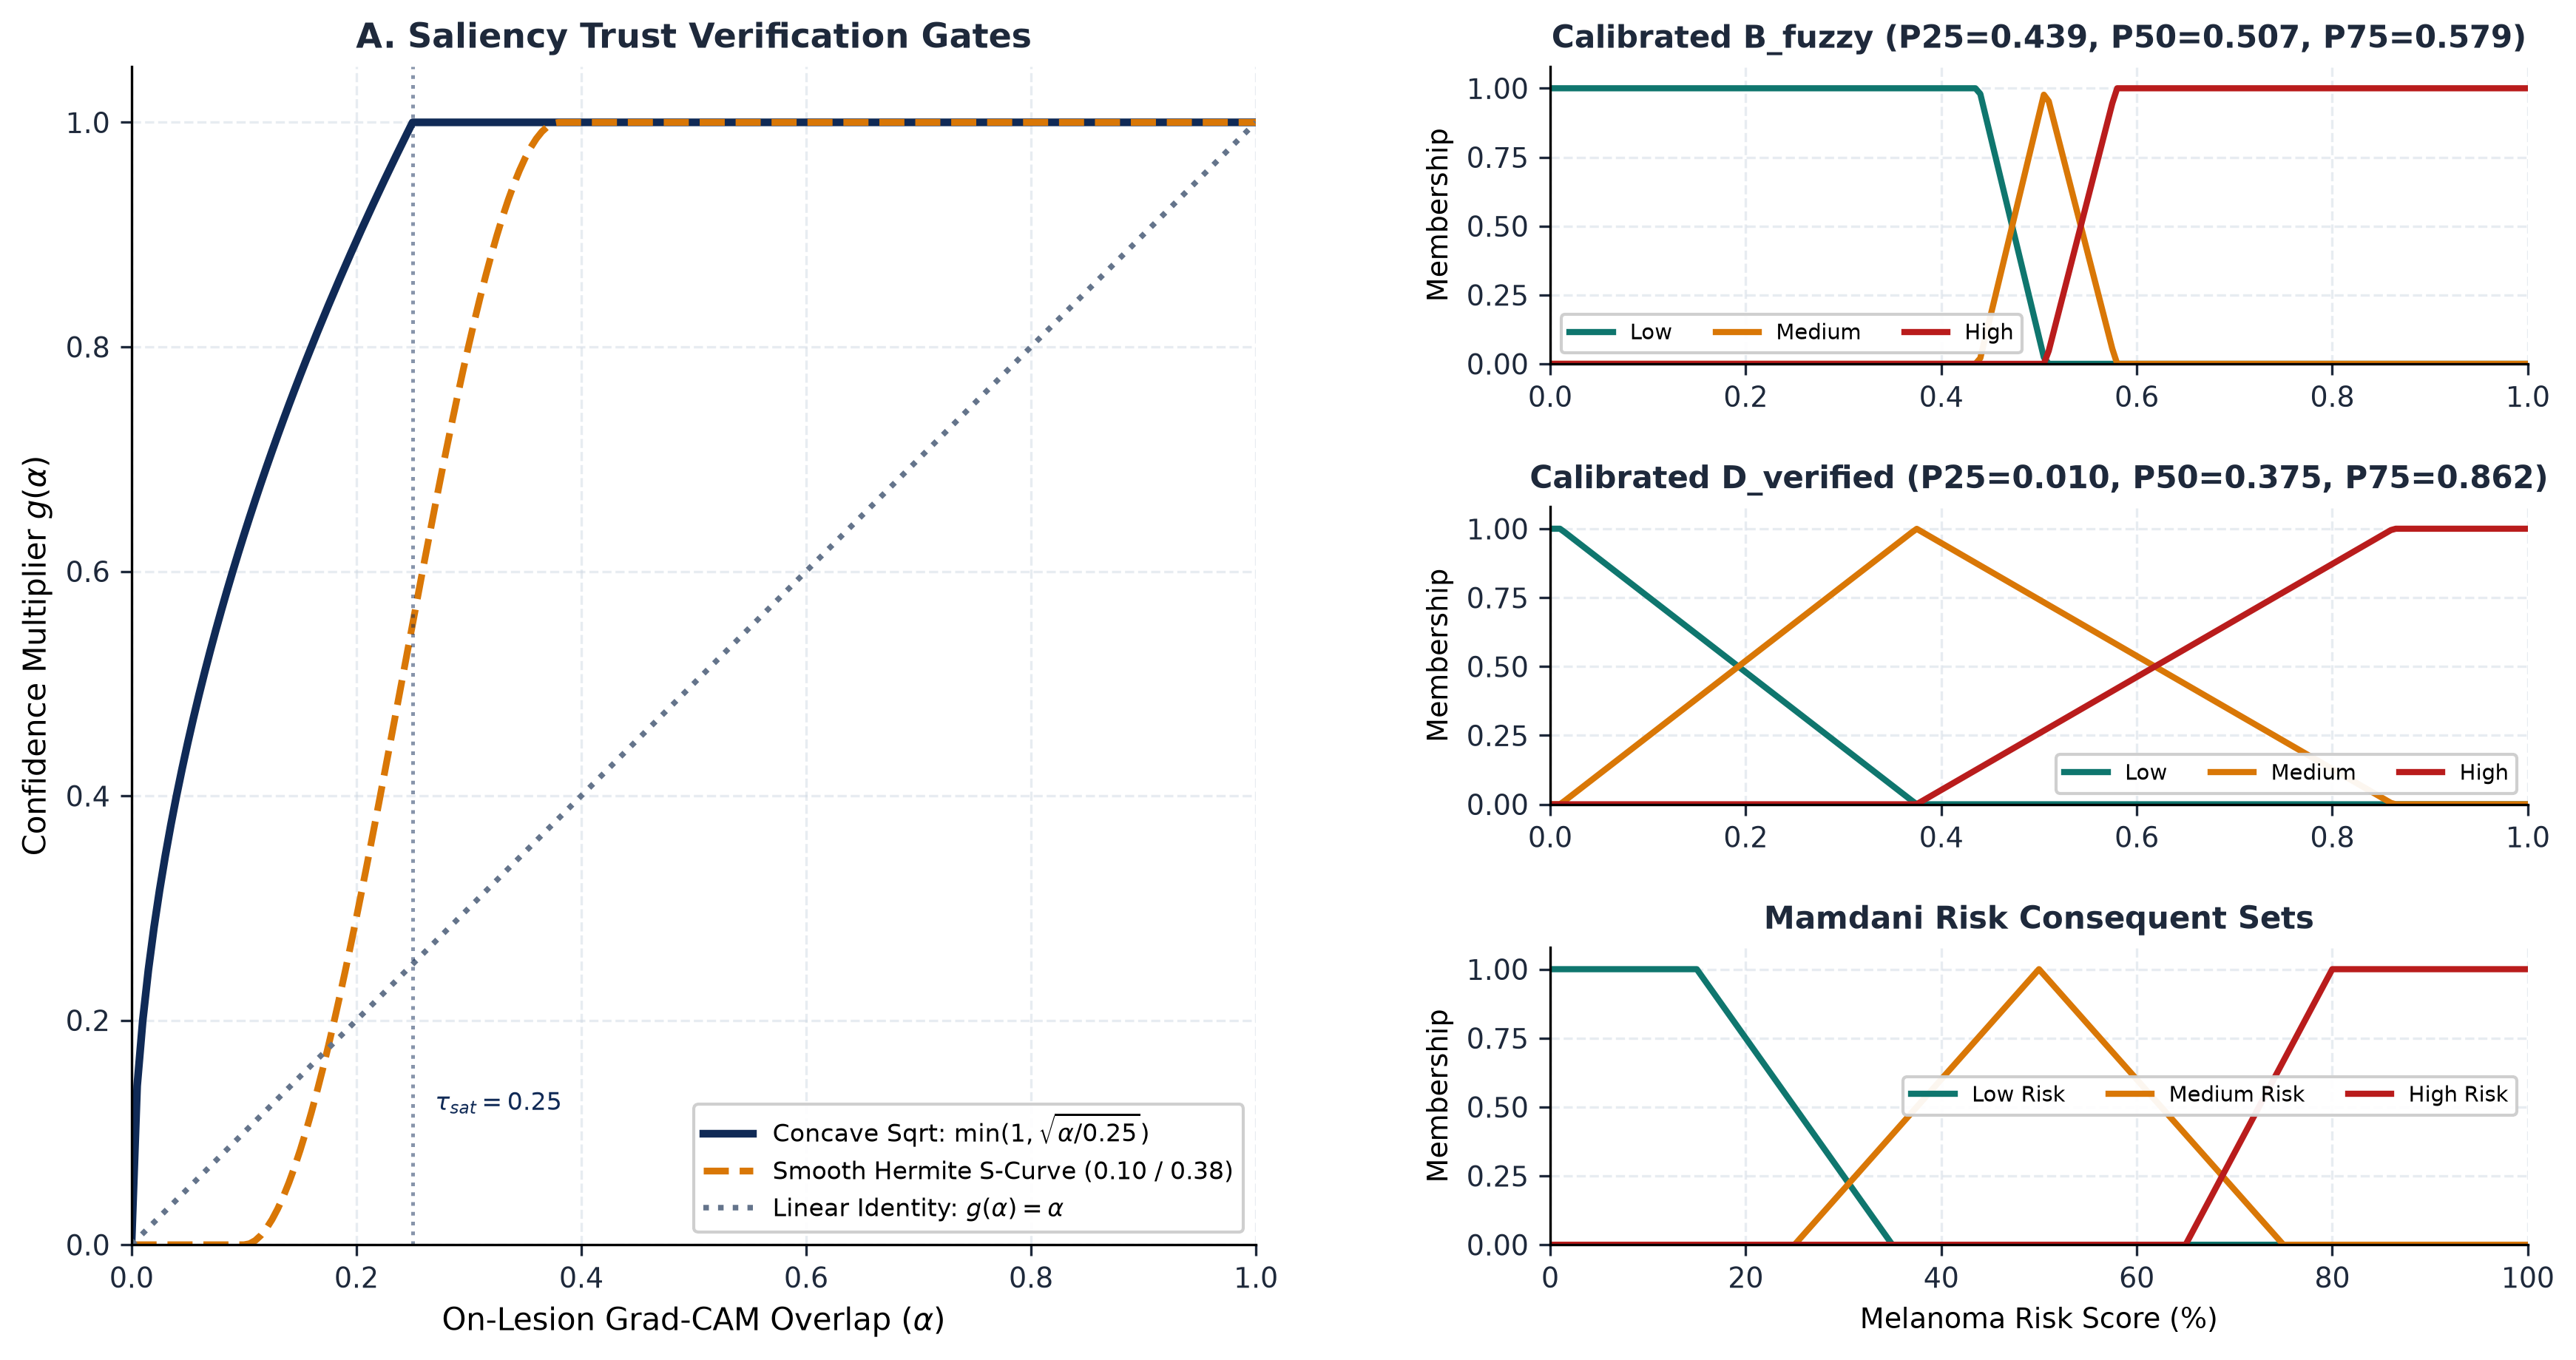 A. Saliency Trust Verification Gates
Confidence Multiplier g(α)
1.0
0.8
0.6
0.4
0.2
0.0
0.0 0.2 0.4 0.6 0.8 1.0
On-Lesion Grad-CAM Overlap (α)
τsat = 0.25
Concave Sqrt: min(1, √α/0.25)
Smooth Hermite S-Curve (0.10 / 0.38)
Linear Identity: g(α) = α
Calibrated B_fuzzy (P25=0.439, P50=0.507, P75=0.579)
Membership
1.00
0.75
0.50
0.25
0.00
Low Medium High
0.0 0.2 0.4 0.6 0.8 1.0
Calibrated D_verified (P25=0.010, P50=0.375, P75=0.862)
Membership
1.00
0.75
0.50
0.25
0.00
Low Medium High
0.0 0.2 0.4 0.6 0.8 1.0
Mamdani Risk Consequent Sets
Membership
1.00
0.75
0.50
0.25
0.00
Low Risk Medium Risk High Risk
0 20 40 60 80 100
Melanoma Risk Score (%)